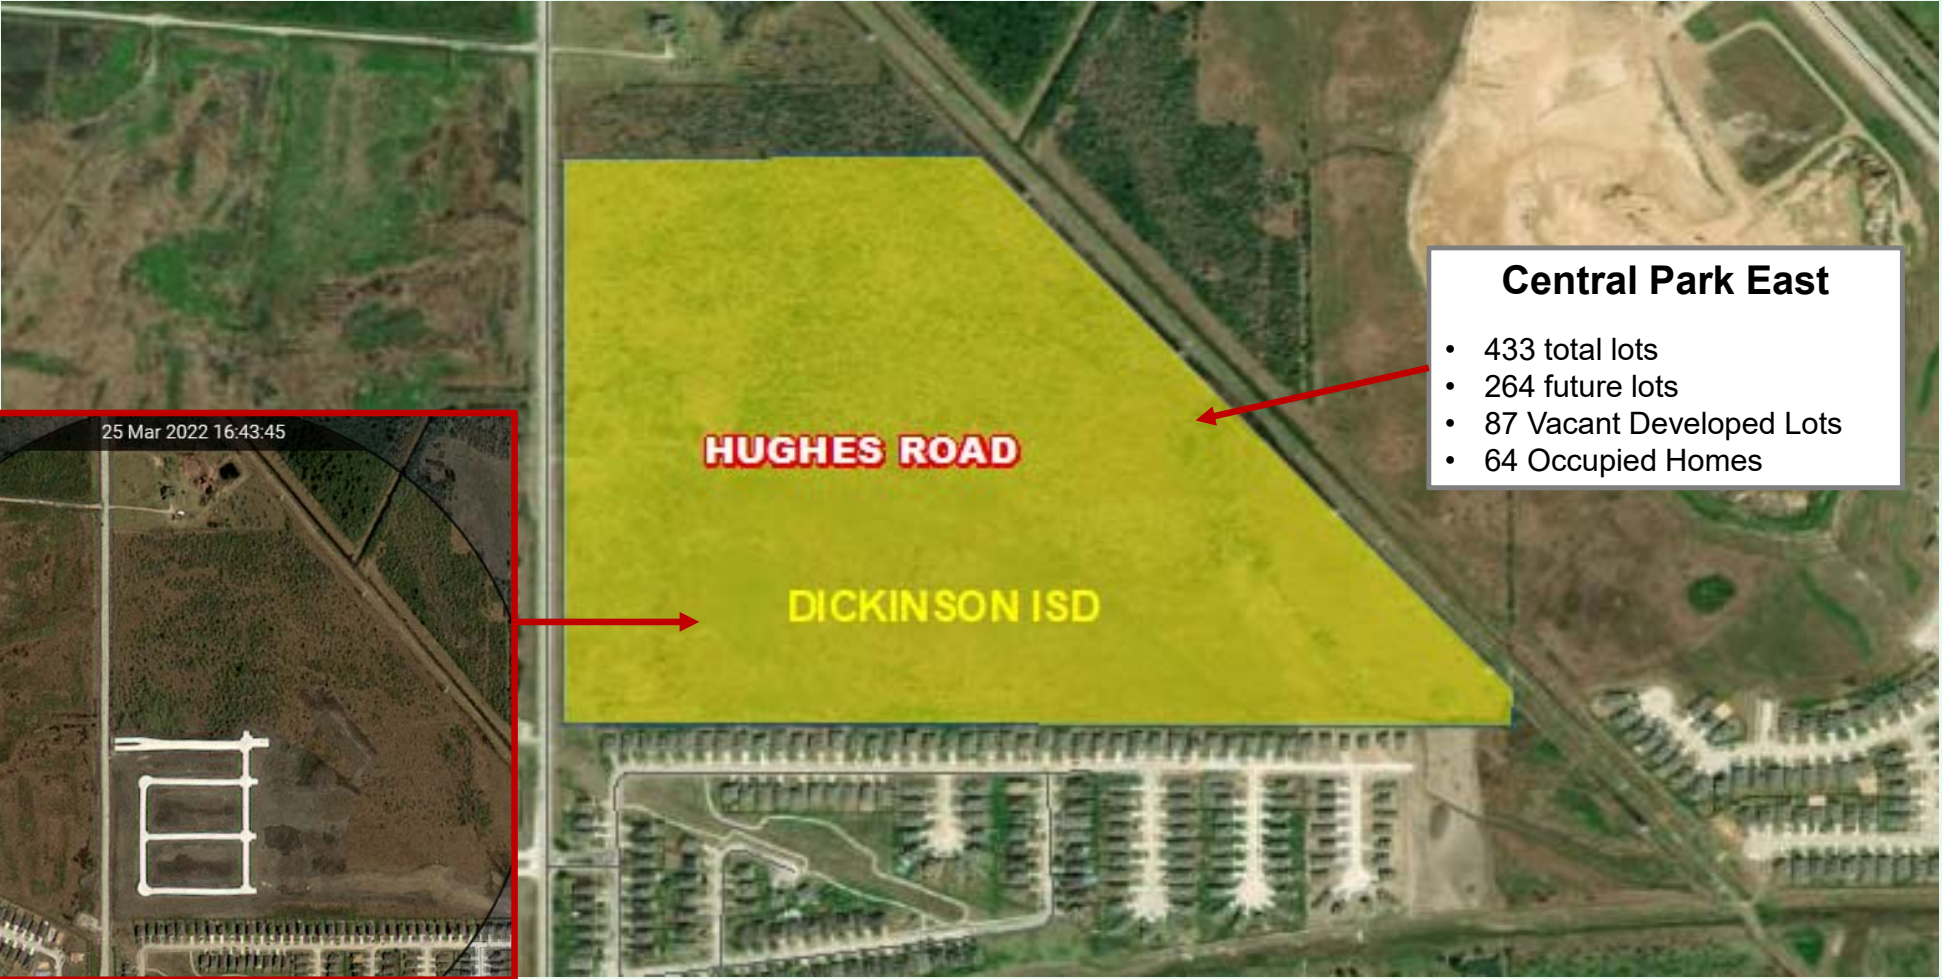 Central Park East
• 433 total lots
• 264 future lots
• 87 Vacant Developed Lots
• 64 Occupied Homes
HUGHES ROAD
DICKINSON ISD
25 Mar 2022 16:43:45